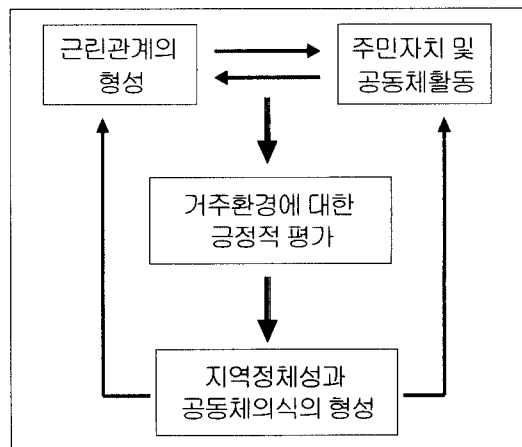 근린관계의
형성
주민자치 및
공동체활동
거주환경에 대한
긍정적 평가
지역정체성과
공동체의식의 형성